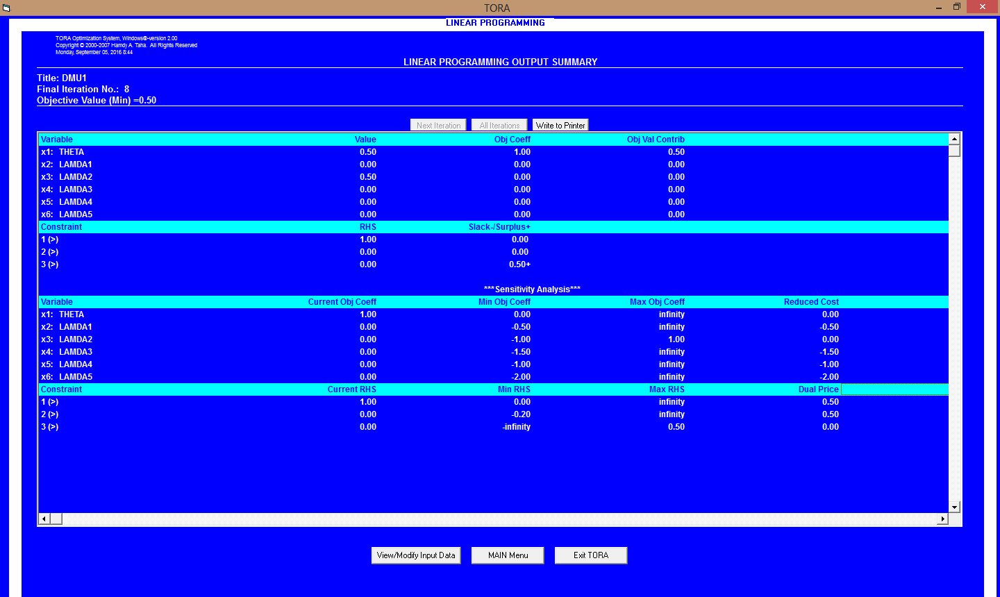 TORA
LINEAR PROGRAMMING
TORA Optimization System, Windows®-version 2.00
Copyright © 2000-2007 Hamdy A. Taha. All Rights Reserved
Monday, September 05, 2016 8:44
LINEAR PROGRAMMING OUTPUT SUMMARY
Title: DMU1
Final Iteration No.: 8
Objective Value (Min) =0.50
Next Iteration All Iterations Write to Printer
Variable Value Obj Coeff Obj Val Contrib
x1: THETA 0.50 1.00 0.50
x2: LAMDA1 0.00 0.00 0.00
x3: LAMDA2 0.50 0.00 0.00
x4: LAMDA3 0.00 0.00 0.00
x5: LAMDA4 0.00 0.00 0.00
x6: LAMDA5 0.00 0.00 0.00
Constraint RHS Slack-/Surplus+
1 (>) 1.00 0.00
2 (>) 0.00 0.00
3 (>) 0.00 0.50+
***Sensitivity Analysis***
Variable Current Obj Coeff Min Obj Coeff Max Obj Coeff Reduced Cost
x1: THETA 1.00 0.00 infinity 0.00
x2: LAMDA1 0.00 -0.50 infinity -0.50
x3: LAMDA2 0.00 -1.00 1.00 0.00
x4: LAMDA3 0.00 -1.50 infinity -1.50
x5: LAMDA4 0.00 -1.00 infinity -1.00
x6: LAMDA5 0.00 -2.00 infinity -2.00
Constraint Current RHS Min RHS Max RHS Dual Price
1 (>) 1.00 0.00 infinity 0.50
2 (>) 0.00 -0.20 infinity 0.50
3 (>) 0.00 -infinity 0.50 0.00
View/Modify Input Data MAIN Menu Exit TORA